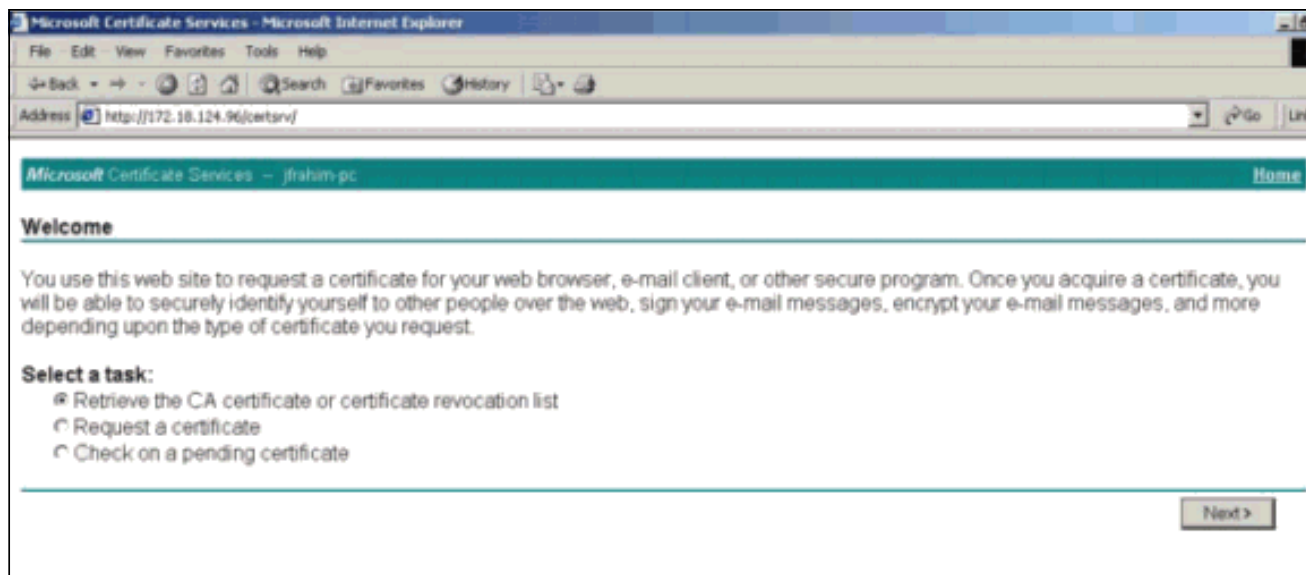 Microsoft Certificate Services - Microsoft Internet Explorer
File Edit View Favorites Tools Help
Back Search Favorites History
Address http://172.18.124.96/certsrv/ Go
Microsoft Certificate Services -- jfrahim-pc Home
Welcome
You use this web site to request a certificate for your web browser, e-mail client, or other secure program. Once you acquire a certificate, you
will be able to securely identify yourself to other people over the web, sign your e-mail messages, encrypt your e-mail messages, and more
depending upon the type of certificate you request.
Select a task:
Retrieve the CA certificate or certificate revocation list
Request a certificate
Check on a pending certificate
Next >